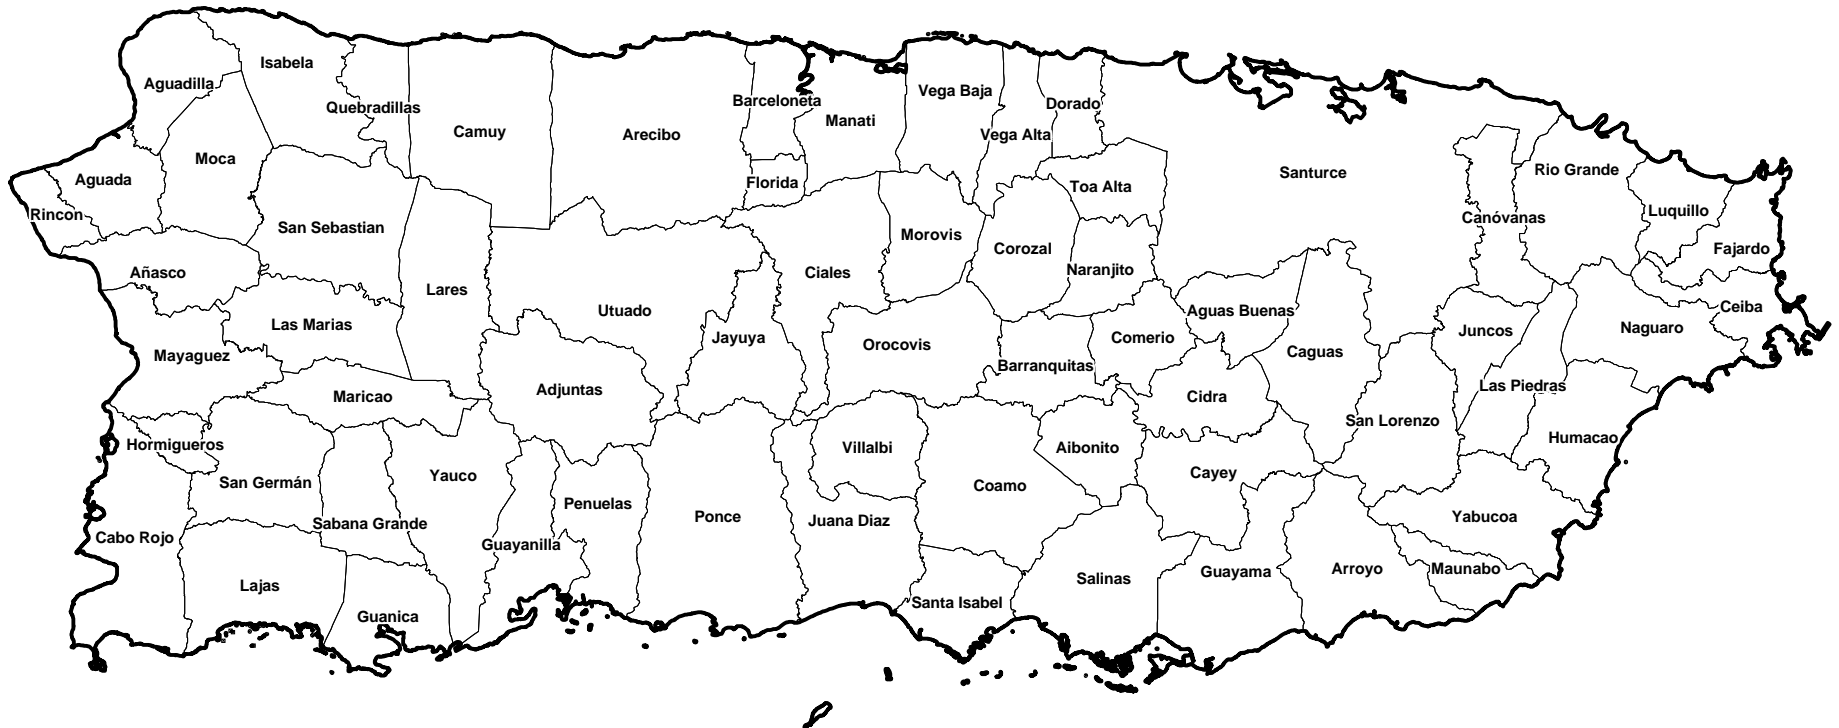 Isabela
Aguadilla
Quebradillas
Camuy
Arecibo
Barceloneta
Manati
Vega Baja
Dorado
Vega Alta
Moca
Aguada
Rincon
San Sebastian
Florida
Toa Alta
Santurce
Rio Grande
Canóvanas
Luquillo
Fajardo
Añasco
Lares
Utuado
Ciales
Morovis
Corozal
Naranjito
Las Marias
Mayaguez
Jayuya
Orocovis
Barranquitas
Comerio
Aguas Buenas
Caguas
Juncos
Naguaro
Ceiba
Maricao
Adjuntas
Cidra
Las Piedras
San Lorenzo
Humacao
Hormigueros
San Germán
Yauco
Villalbi
Aibonito
Cayey
Coamo
Penuelas
Ponce
Juana Diaz
Sabana Grande
Guayanilla
Cabo Rojo
Yabucoa
Lajas
Guanica
Santa Isabel
Salinas
Guayama
Arroyo
Maunabo